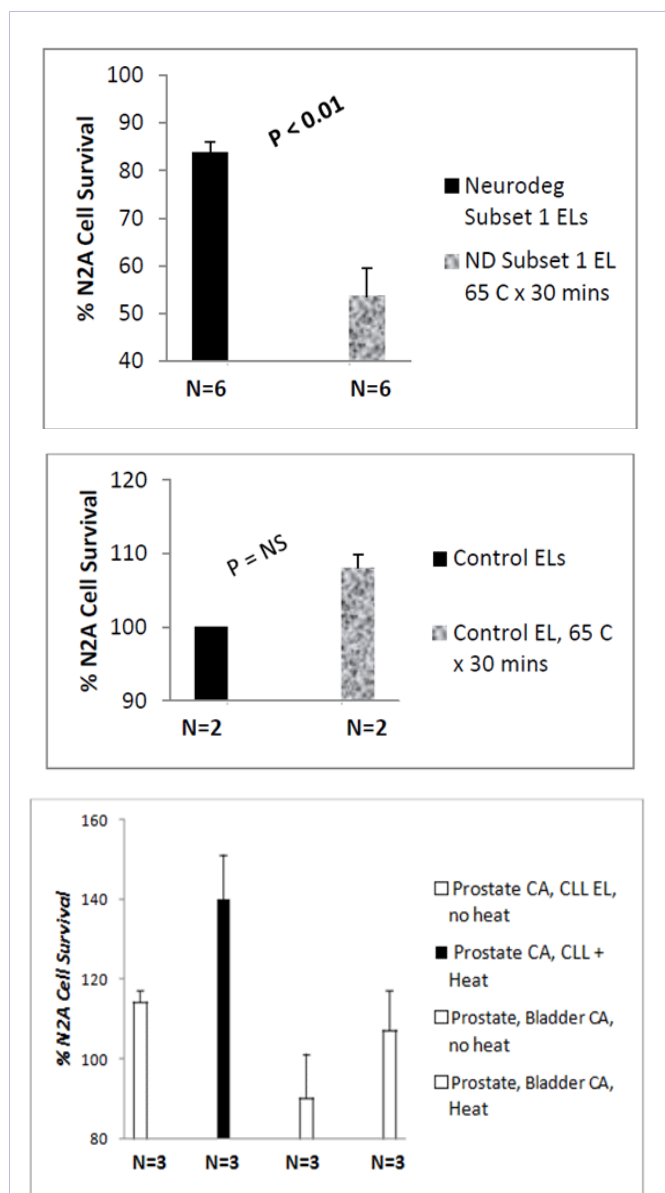 100
90
80
70
60
50
40
% N2A Cell Survival
P < 0.01
N=6
N=6
Neurodeg
Subset 1 ELs
ND Subset 1 EL
65 C x 30 mins
120
110
100
90
% N2A Cell Survival
P = NS
N=2
N=2
Control ELs
Control EL, 65 C
x 30 mins
160
140
120
100
80
% N2A Cell Survival
N=3
N=3
N=3
N=3
Prostate CA, CLL EL,
no heat
Prostate CA, CLL +
Heat
Prostate, Bladder CA,
no heat
Prostate, Bladder CA,
Heat